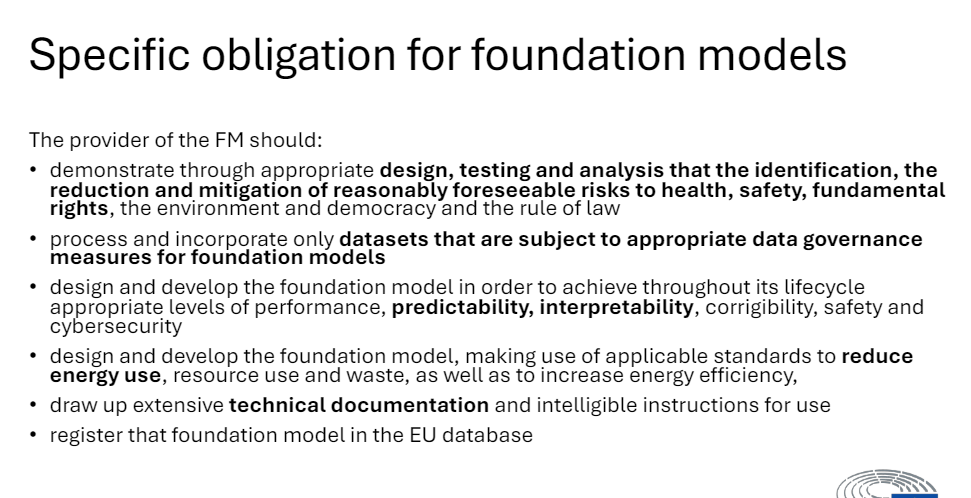 Specific obligation for foundation models
The provider of the FM should:
• demonstrate through appropriate design, testing and analysis that the identification, the
reduction and mitigation of reasonably foreseeable risks to health, safety, fundamental
rights, the environment and democracy and the rule of law
• process and incorporate only datasets that are subject to appropriate data governance
measures for foundation models
• design and develop the foundation model in order to achieve throughout its lifecycle
appropriate levels of performance, predictability, interpretability, corrigibility, safety and
cybersecurity
• design and develop the foundation model, making use of applicable standards to reduce
energy use, resource use and waste, as well as to increase energy efficiency,
• draw up extensive technical documentation and intelligible instructions for use
• register that foundation model in the EU database